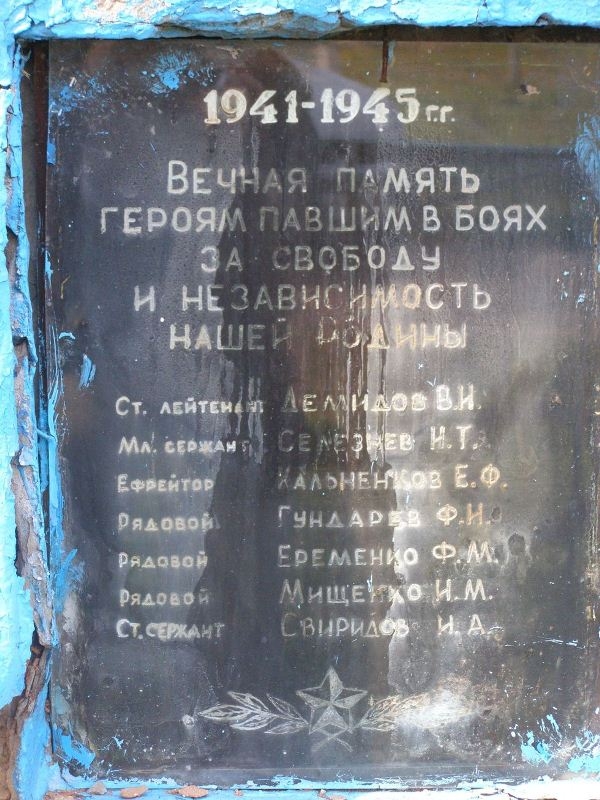 1941-1945 г.г.
Вечная память
героям павшим в боях
за свободу
и независимость
нашей Родины
Ст. лейтенант Демидов В.И.
Мл. сержант Селезнев Н.Т.
Ефрейтор Хальненков Е.Ф.
Рядовой Гундарев Ф.И.
Рядовой Еременко Ф.М.
Рядовой Мищенко И.М.
Ст. сержант Свиридов И.А.